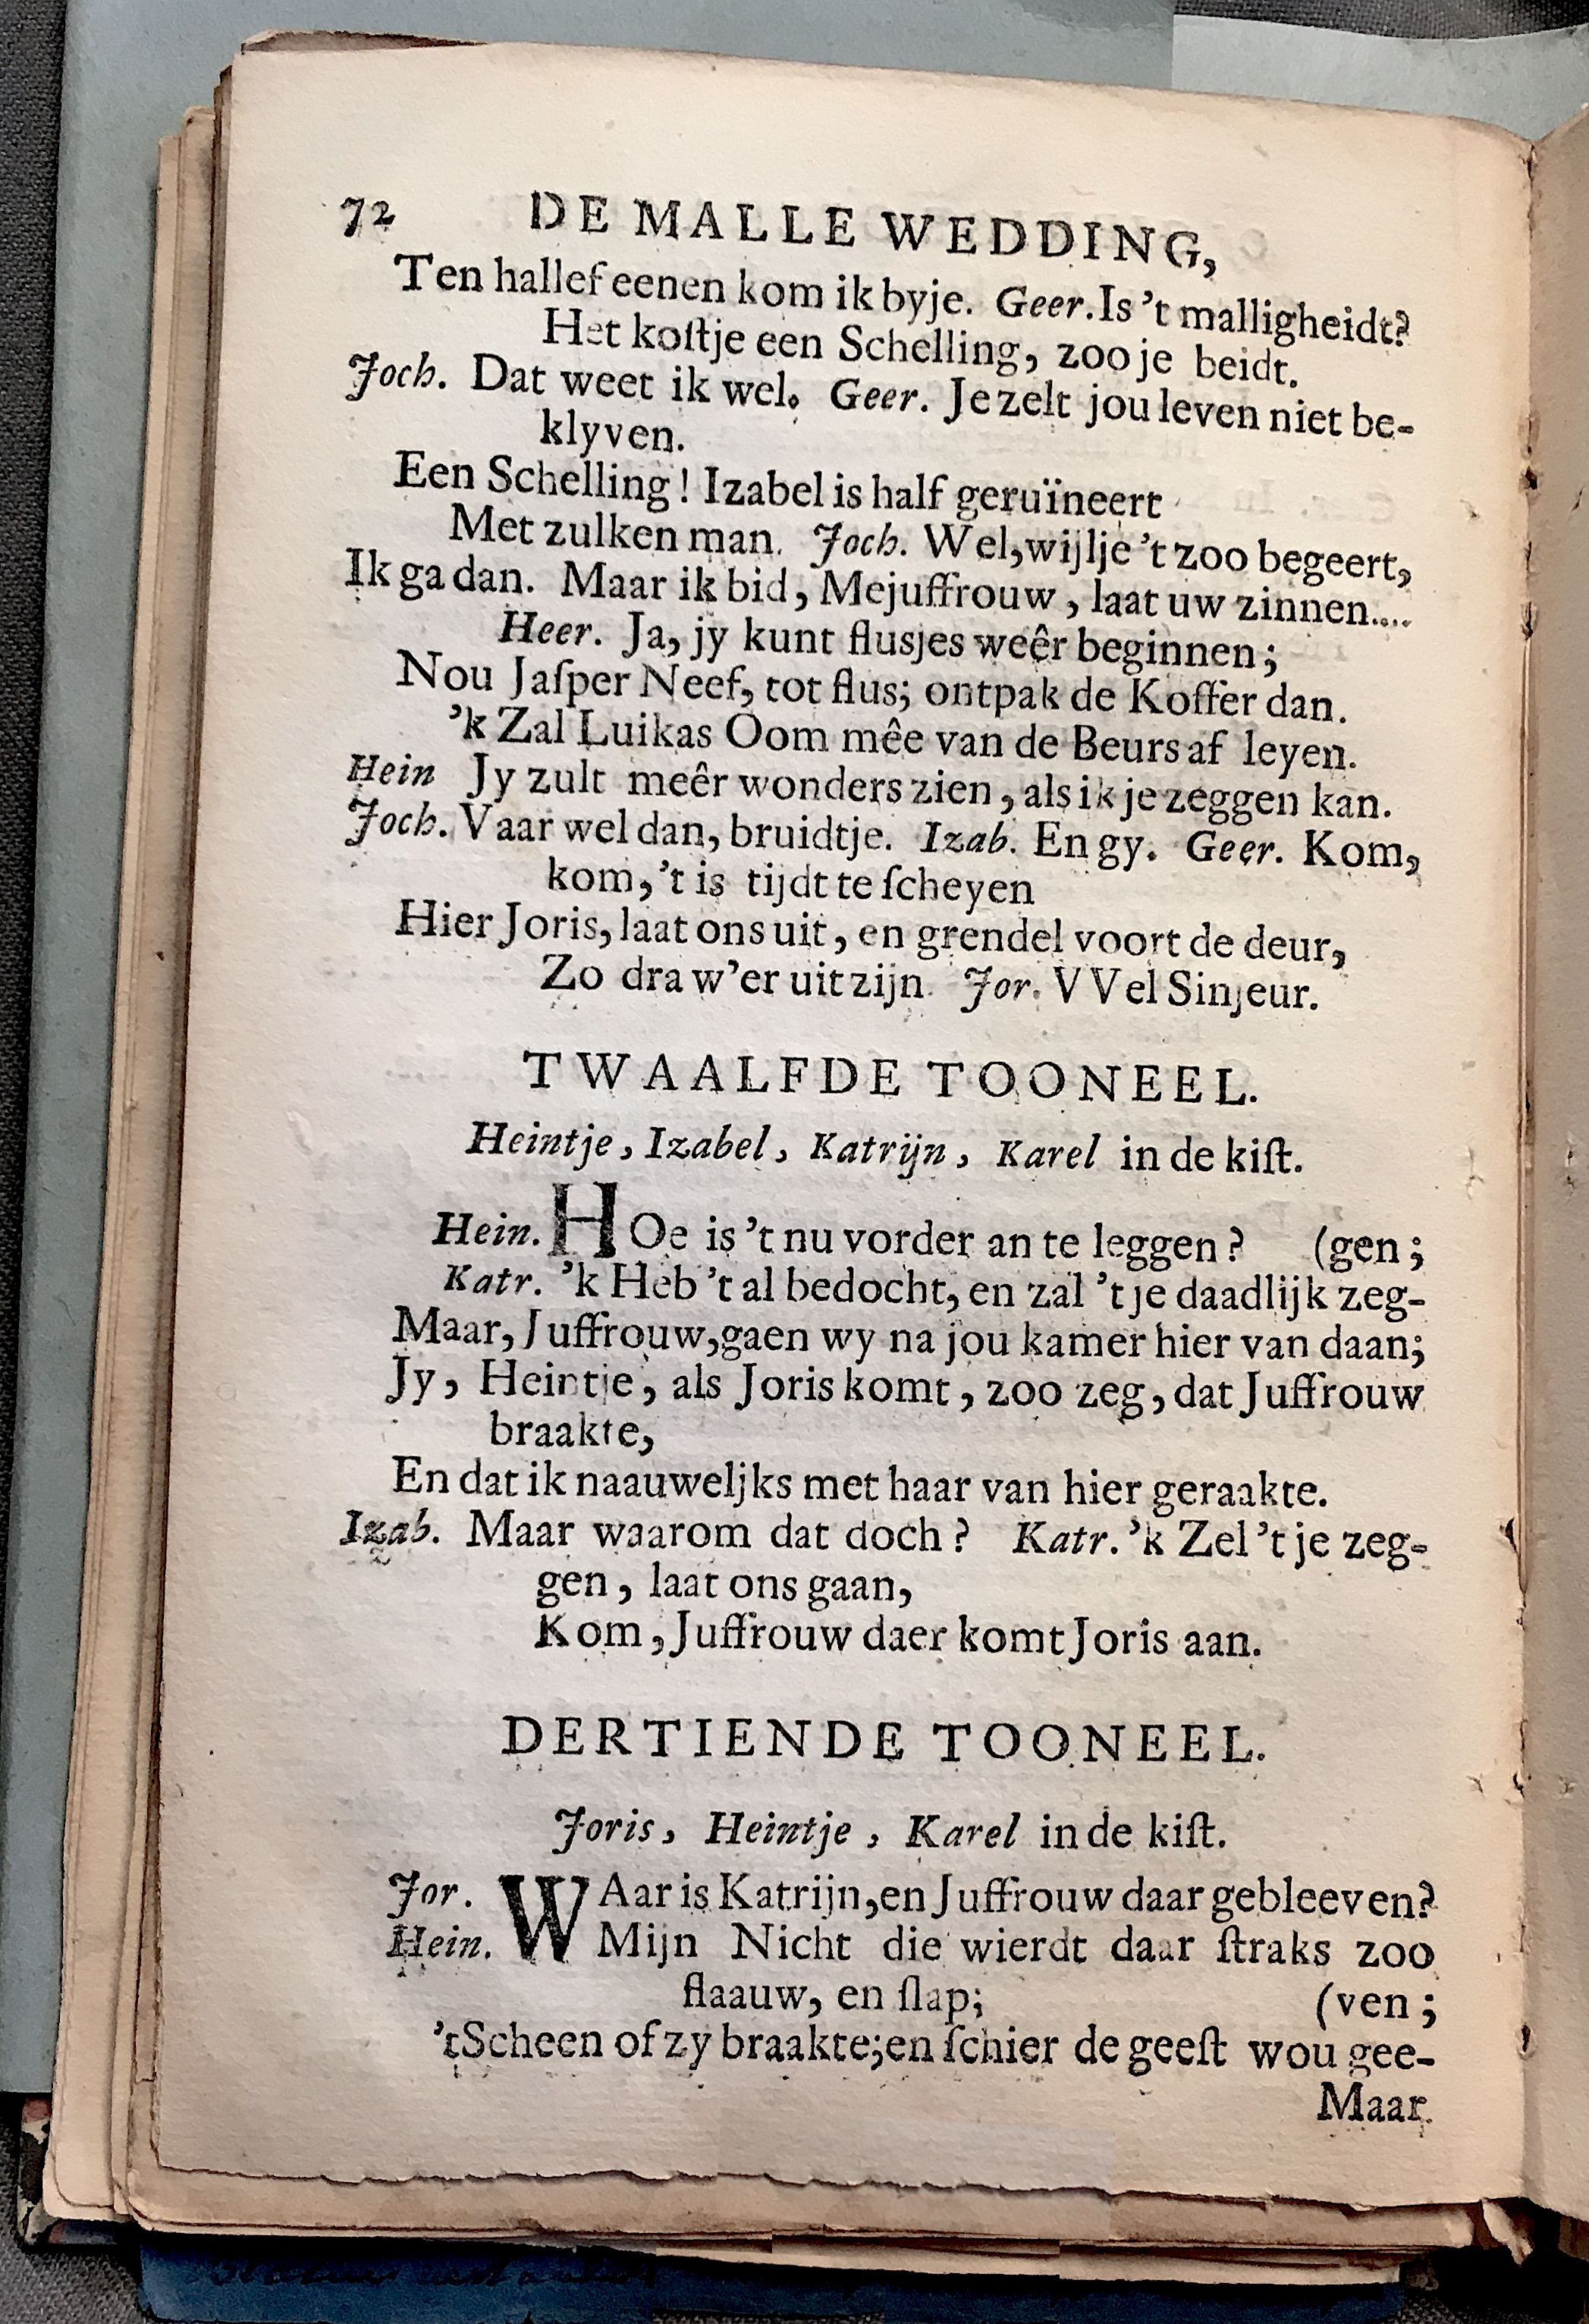 72 DE MALLE WEDDING,
Ten hallef eenen kom ik byje. Geer. Is 't malligheidt?
Het koſtje een Schelling, zoo je beidt.
Joch. Dat weet ik wel. Geer. Je zelt jou leven niet be-
klyven.
Een Schelling! Izabel is half geruïneert
Met zulken man. Joch. Wel, wijlje 't zoo begeert,
Ik ga dan. Maar ik bid, Mejuffrouw, laat uw zinnen....
Heer. Ja, jy kunt flusjes weêr beginnen;
Nou Jaſper Neef, tot flus; ontpak de Koffer dan.
'k Zal Luikas Oom mêe van de Beurs af leyen.
Hein Jy zult meêr wonders zien, als ik je zeggen kan.
Joch. Vaar wel dan, bruidtje. Izab. En gy. Geer. Kom,
kom, 't is tijdt te ſcheyen
Hier Joris, laat ons uit, en grendel voort de deur,
Zo dra w'er uit zijn. Jor. VVel Sinjeur.
TWAALFDE TOONEEL.
Heintje, Izabel, Katrijn, Karel in de kiſt.
Hein. HOe is 't nu vorder an te leggen? (gen;
Katr. 'k Heb 't al bedocht, en zal 't je daadlijk zeg-
Maar, Juffrouw, gaen wy na jou kamer hier van daan;
Jy, Heintje, als Joris komt, zoo zeg, dat Juffrouw
braakte,
En dat ik naauweljks met haar van hier geraakte.
Izab. Maar waarom dat doch? Katr. 'k Zel 't je zeg-
gen, laat ons gaan,
Kom, Juffrouw daer komt Joris aan.
DERTIENDE TOONEEL.
Joris, Heintje, Karel in de kiſt.
Jor. WAar is Katrijn, en Juffrouw daar gebleeven?
Hein. Mijn Nicht die wierdt daar ſtraks zoo
flaauw, en ſlap; (ven;
't Scheen of zy braakte; en ſchier de geeſt wou gee-
Maar